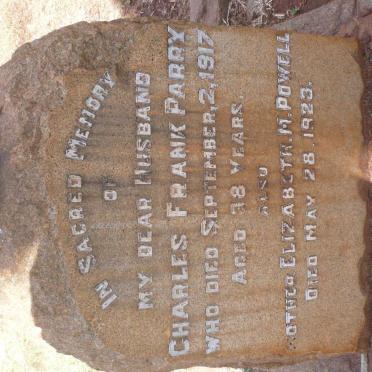 IN SACRED MEMORY
OF
MY DEAR HUSBAND
CHARLES FRANK PARRY
WHO DIED SEPTEMBER, 2, 1917
AGED 38 YEARS.
ALSO
ELIZABETH. M. POWELL
DIED MAY 28. 1923.